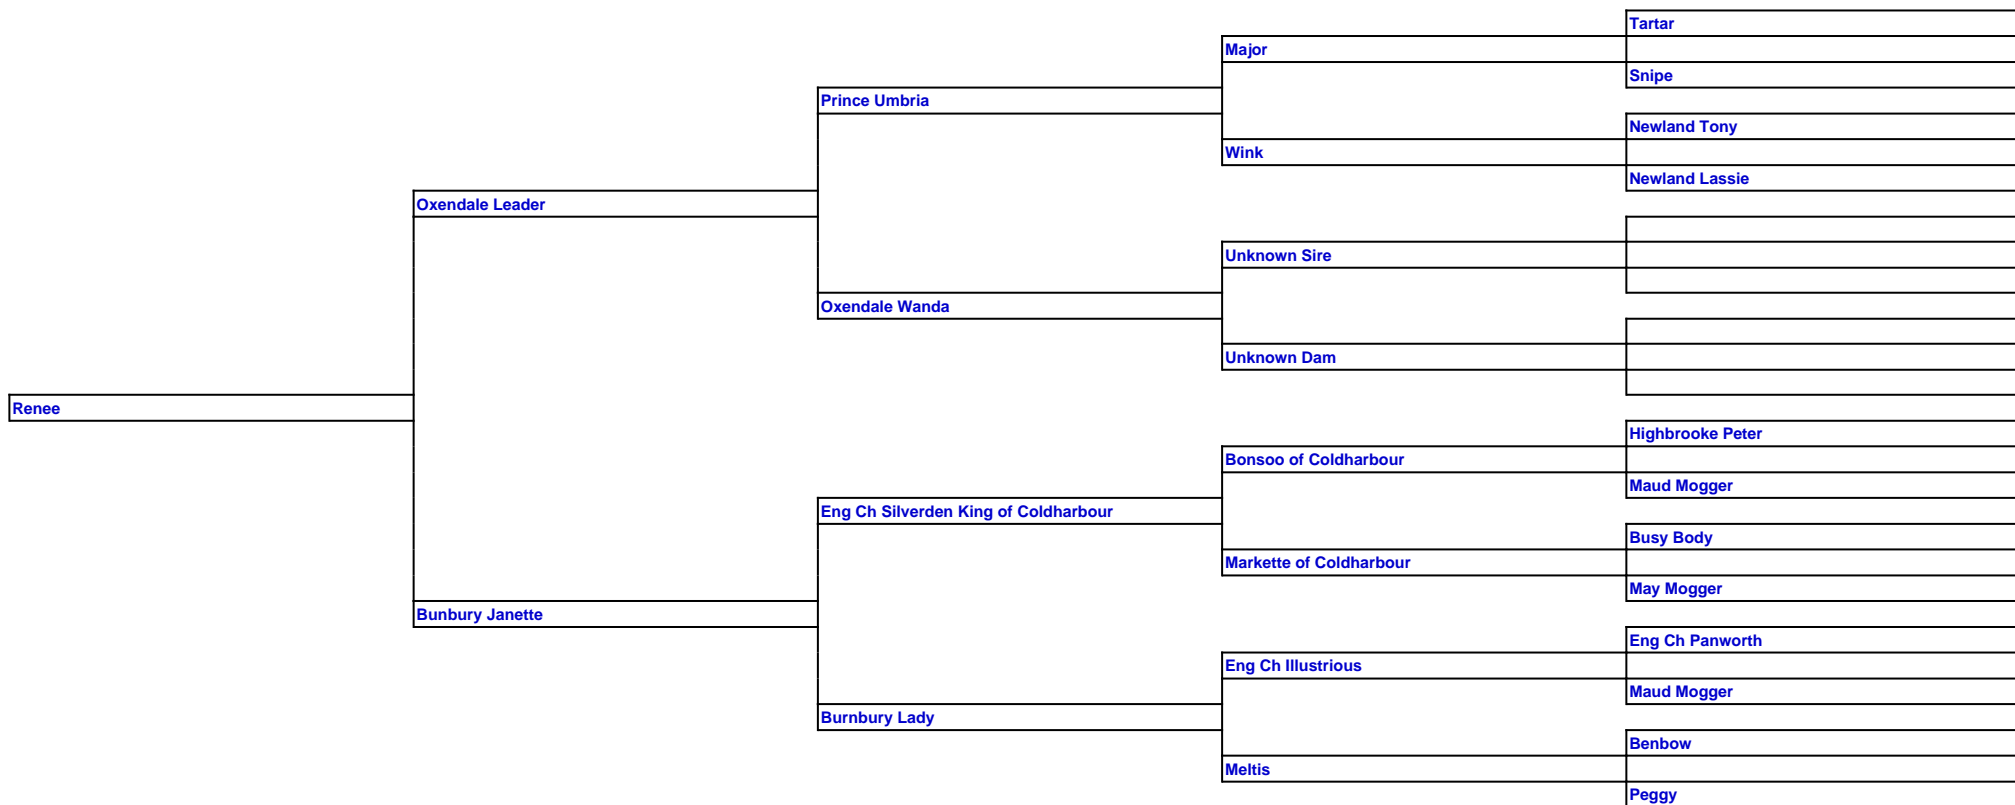 Tartar
Major
Snipe
Prince Umbria
Newland Tony
Wink
Newland Lassie
Oxendale Leader
Unknown Sire
Oxendale Wanda
Unknown Dam
Renee
Highbrooke Peter
Bonsoo of Coldharbour
Maud Mogger
Eng Ch Silverden King of Coldharbour
Busy Body
Markette of Coldharbour
May Mogger
Bunbury Janette
Eng Ch Panworth
Eng Ch Illustrious
Maud Mogger
Burnbury Lady
Benbow
Meltis
Peggy